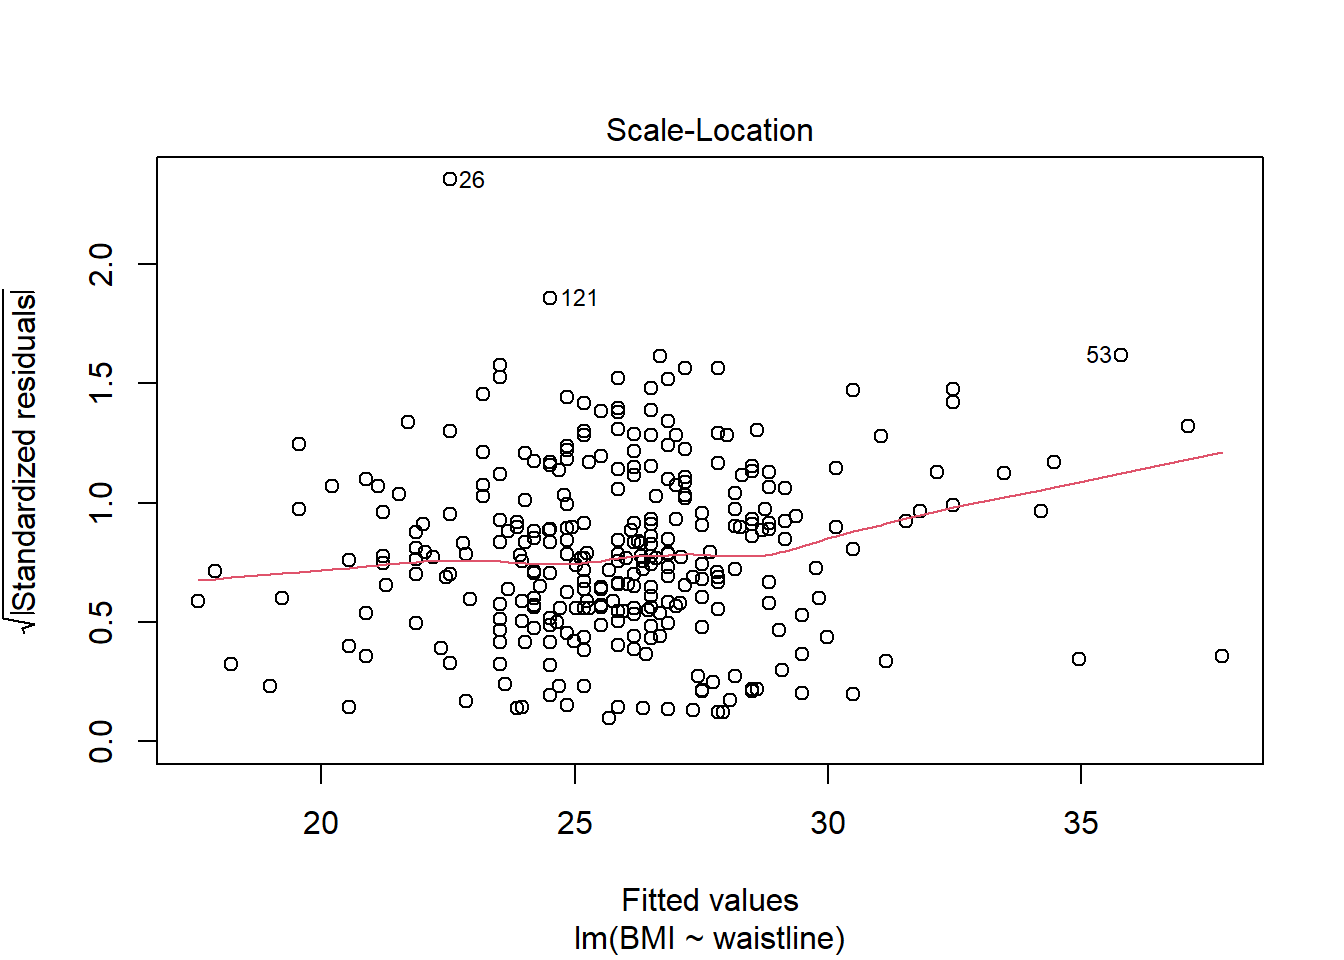 Scale-Location
√|Standardized residuals|
2.0
1.5
1.0
0.5
0.0
26
121
53
20 25 30 35
Fitted values
lm(BMI ~ waistline)